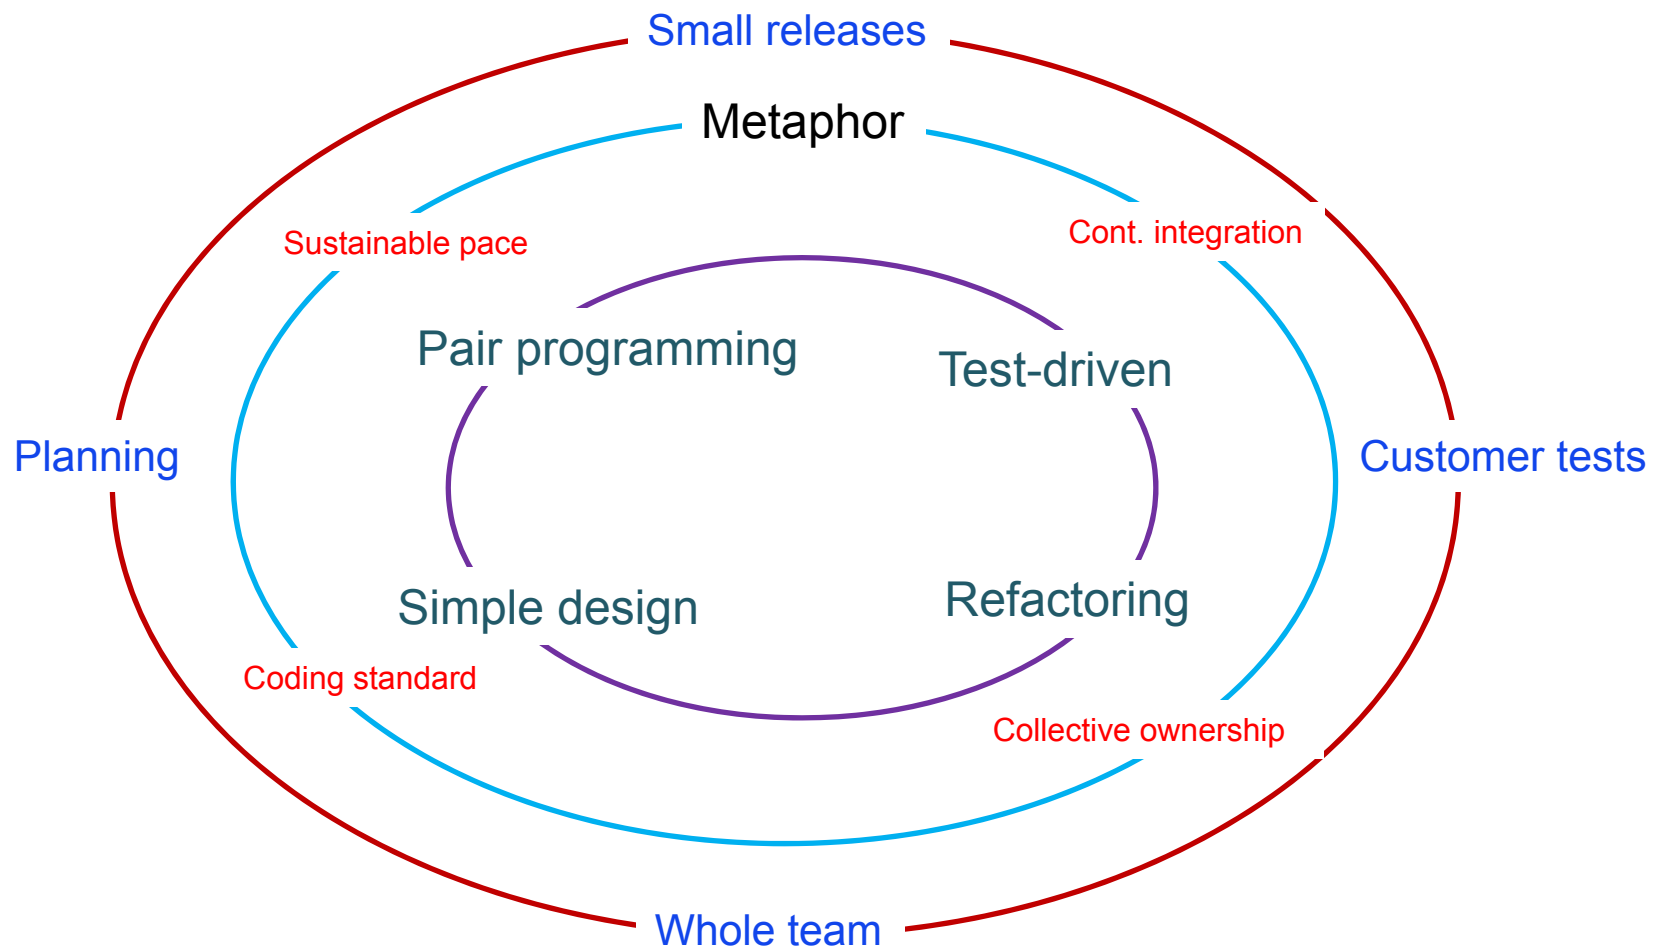 Small releases
Metaphor
Sustainable pace
Cont. integration
Pair programming
Test-driven
Planning
Customer tests
Simple design
Refactoring
Coding standard
Collective ownership
Whole team